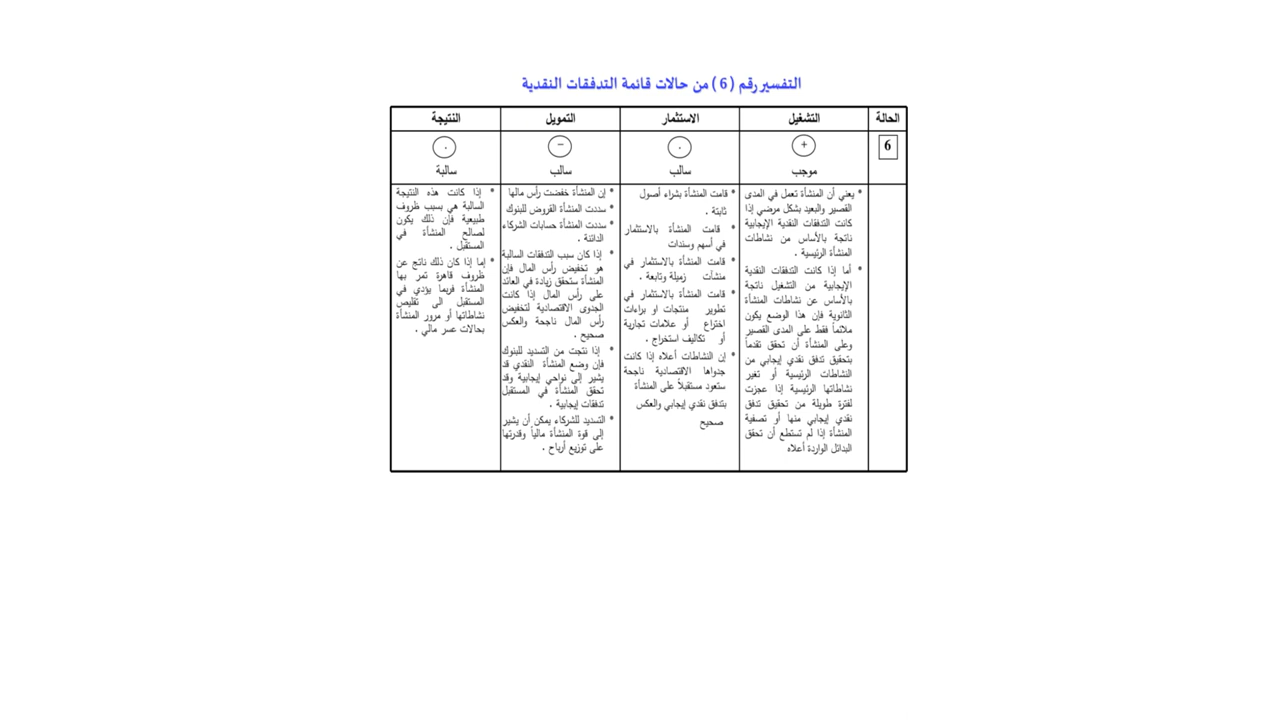 التفسير رقم ( 6 ) من حالات قائمة التدفقات النقدية
الحالة
التشغيل
الاستثمار
التمويل
النتيجة
6
+
موجب
.
سالب
−
سالب
.
سالبة
• يعني أن المنشأة تعمل في المدى
القصير والبعيد بشكل مرضي إذا
كانت التدفقات النقدية الإيجابية
ناتجة بالأساس من نشاطات
المنشأة الرئيسية .
• أما إذا كانت التدفقات النقدية
الإيجابية من التشغيل ناتجة
بالأساس عن نشاطات المنشأة
الثانوية فإن هذا الوضع يكون
ملائماً فقط على المدى القصير
وعلى المنشأة أن تحقق تقدماً
بتحقيق تدفق نقدي إيجابي من
النشاطات الرئيسية أو تغير
نشاطاتها الرئيسية إذا عجزت
لفترة طويلة من تحقيق تدفق
نقدي إيجابي منها أو تصفية
المنشأة إذا لم تستطع أن تحقق
البدائل الواردة أعلاه
• قامت المنشأة بشراء أصول
ثابتة .
• قامت المنشأة بالاستثمار
في أسهم وسندات
• قامت المنشأة بالاستثمار في
منشآت زميلة وتابعة .
• قامت المنشأة بالاستثمار في
تطوير منتجات او براءات
اختراع أو علامات تجارية
أو تكاليف استخراج .
• إن النشاطات أعلاه إذا كانت
جدواها الاقتصادية ناجحة
ستعود مستقبلاً على المنشأة
بتدفق نقدي إيجابي والعكس
صحيح
• إن المنشأة خفضت رأس مالها
• سددت المنشأة القروض للبنوك
• سددت المنشأة حسابات الشركاء
الدائنة .
• إذا كان سبب التدفقات السالبة
هو تخفيض رأس المال فإن
المنشأة ستحقق زيادة في العائد
على رأس المال إذا كانت
الجدوى الاقتصادية لتخفيض
رأس المال ناجحة والعكس
صحيح .
• إذا نتجت من التسديد للبنوك
فإن وضع المنشأة النقدي قد
يشير إلى نواحي إيجابية وقد
تحقق المنشأة في المستقبل
تدفقات إيجابية .
• التسديد للشركاء يمكن أن يشير
إلى قوة المنشأة مالياً وقدرتها
على توزيع أرباح .
• إذا كانت هذه النتيجة
السالبة هي بسبب ظروف
طبيعية فإن ذلك يكون
لصالح المنشأة في
المستقبل .
• إما إذا كان ذلك ناتج عن
ظروف قاهرة تمر بها
المنشأة فربما يؤدي في
المستقبل الى تقليص
نشاطاتها أو مرور المنشأة
بحالات عسر مالي .